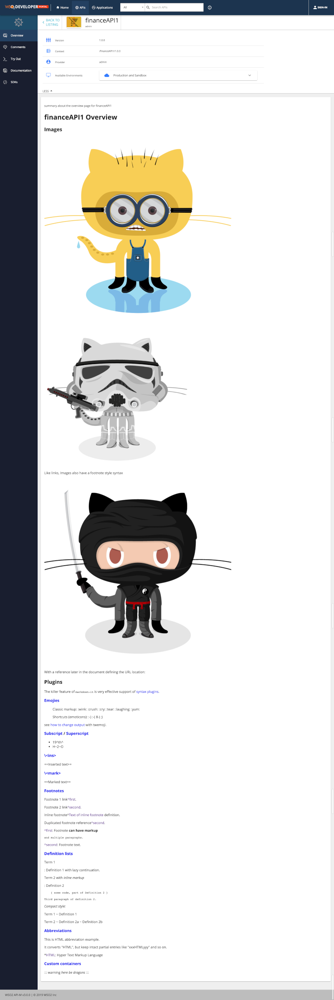 WSO2 DEVELOPER PORTAL
Home
APIs
Applications
All
Search APIs
SIGN-IN
BACK TO
LISTING
financeAPI1
admin
Overview
Comments
Try Out
Documentation
SDKs
Version
1.0.0
Context
/financeAPI1/1.0.0
Provider
admin
Available Environments
Production and Sandbox
LESS
summary about the overview page for financeAPI1
financeAPI1 Overview
Images
Like links, Images also have a footnote style syntax
With a reference later in the document defining the URL location:
Plugins
The killer feature of markdown-it is very effective support of syntax plugins.
Emojies
Classic markup: :wink: :crush: :cry: :tear: :laughing: :yum:
Shortcuts (emoticons): :-) :-( 8-) ;)
see how to change output with twemoji.
Subscript / Superscript
• 19^th^
• H~2~O
\<ins>
++Inserted text++
\<mark>
==Marked text==
Footnotes
Footnote 1 link^first.
Footnote 2 link^second.
Inline footnote^Text of inline footnote definition.
Duplicated footnote reference^second.
^first: Footnote can have markup
and multiple paragraphs.
^second: Footnote text.
Definition lists
Term 1
: Definition 1 with lazy continuation.
Term 2 with inline markup
: Definition 2
{ some code, part of Definition 2 }
Third paragraph of definition 2.
Compact style:
Term 1 ~ Definition 1
Term 2 ~ Definition 2a ~ Definition 2b
Abbreviations
This is HTML abbreviation example.
It converts "HTML", but keep intact partial entries like "xxxHTMLyyy" and so on.
*HTML: Hyper Text Markup Language
Custom containers
::: warning here be dragons :::
WSO2 API-M v3.0.0 | © 2019 WSO2 Inc